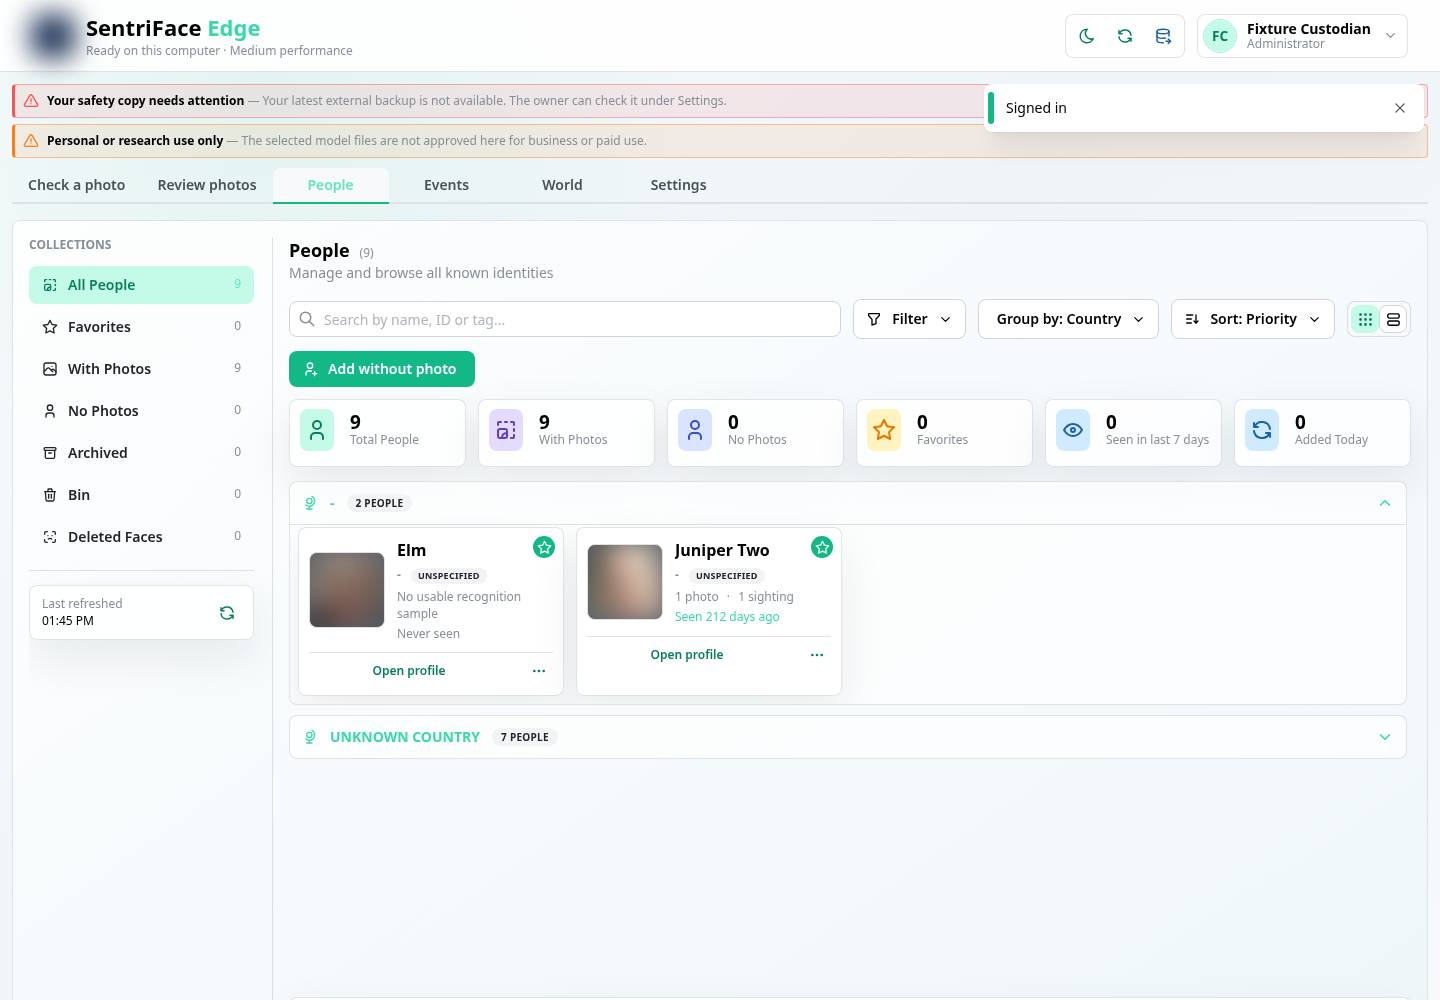 SentriFace Edge
Ready on this computer · Medium performance
FC
Fixture Custodian
Administrator
Your safety copy needs attention — Your latest external backup is not available. The owner can check it under Settings.
Signed in
Personal or research use only — The selected model files are not approved here for business or paid use.
Check a photo
Review photos
People
Events
World
Settings
COLLECTIONS
All People 9
Favorites 0
With Photos 9
No Photos 0
Archived 0
Bin 0
Deleted Faces 0
Last refreshed
01:45 PM
People (9)
Manage and browse all known identities
Search by name, ID or tag...
Filter
Group by: Country
Sort: Priority
Add without photo
9
Total People
9
With Photos
0
No Photos
0
Favorites
0
Seen in last 7 days
0
Added Today
- 2 PEOPLE
Elm
- UNSPECIFIED
No usable recognition
sample
Never seen
Open profile
Juniper Two
- UNSPECIFIED
1 photo · 1 sighting
Seen 212 days ago
Open profile
UNKNOWN COUNTRY 7 PEOPLE